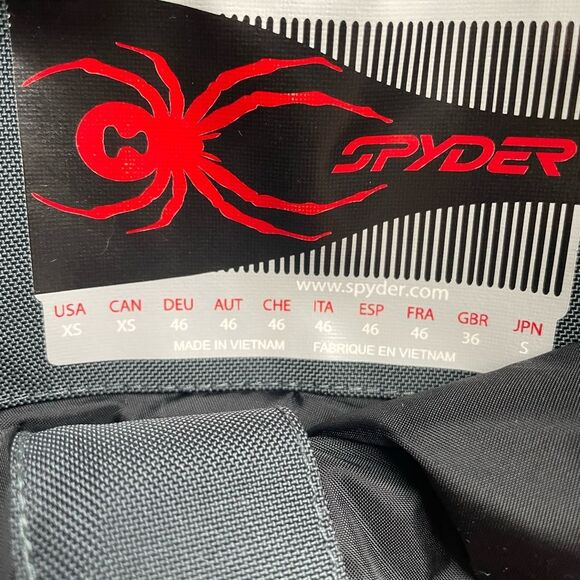 SPYDER
www.spyder.com
USA CAN DEU AUT CHE ITA ESP FRA GBR JPN
XS XS 46 46 46 46 46 46 36 S
MADE IN VIETNAM FABRIQUE EN VIETNAM